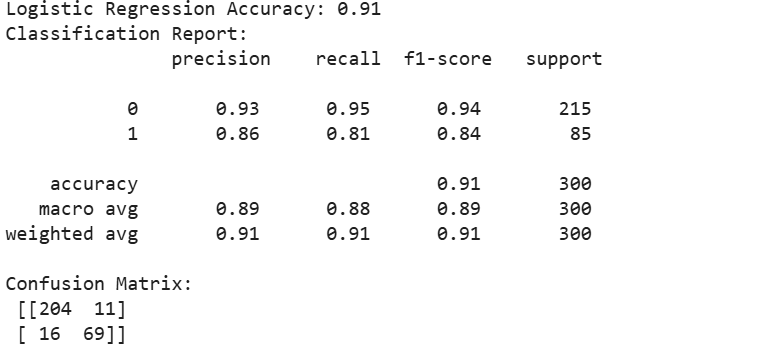 Logistic Regression Accuracy: 0.91
Classification Report:
              precision    recall  f1-score   support

           0       0.93      0.95      0.94       215
           1       0.86      0.81      0.84        85

    accuracy                           0.91       300
   macro avg       0.89      0.88      0.89       300
weighted avg       0.91      0.91      0.91       300

Confusion Matrix:
 [[204  11]
 [ 16  69]]